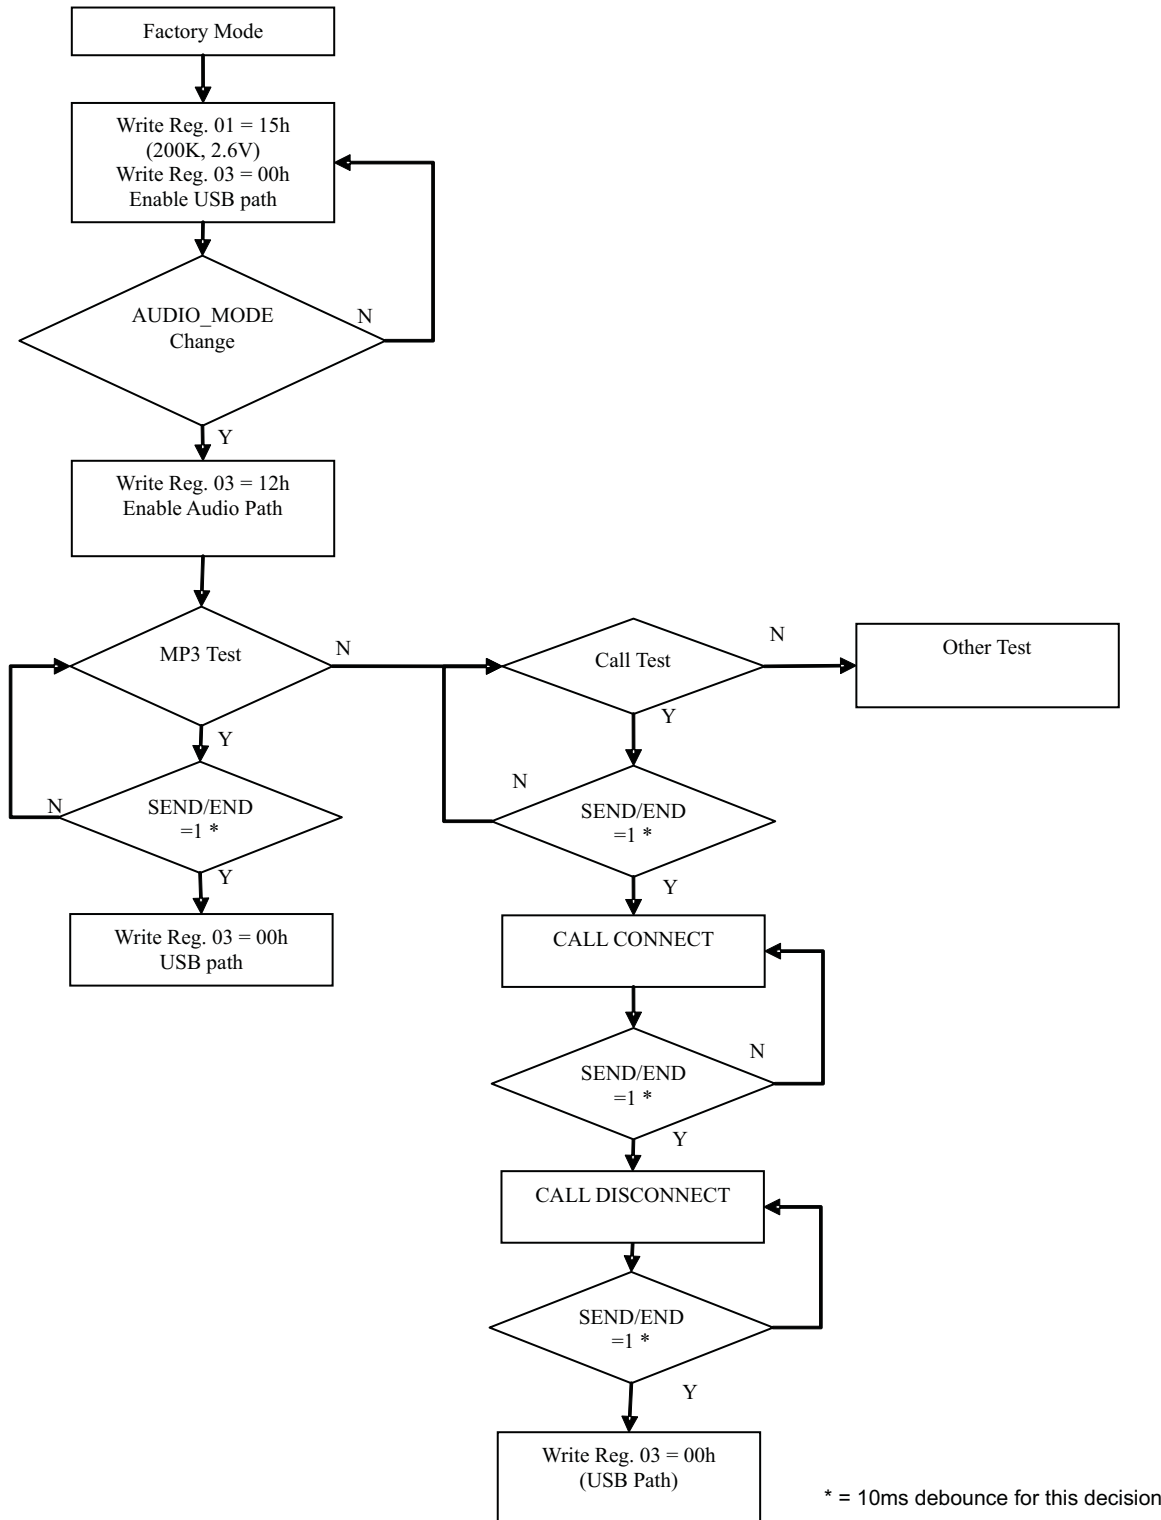 Factory Mode
Write Reg. 01 = 15h
(200K, 2.6V)
Write Reg. 03 = 00h
Enable USB path
AUDIO_MODE
Change
N
Y
Write Reg. 03 = 12h
Enable Audio Path
MP3 Test
N
Y
SEND/END
=1 *
N
Y
Write Reg. 03 = 00h
USB path
Call Test
N
Other Test
Y
SEND/END
=1 *
N
Y
CALL CONNECT
SEND/END
=1 *
N
Y
CALL DISCONNECT
SEND/END
=1 *
Y
Write Reg. 03 = 00h
(USB Path)
* = 10ms debounce for this decision